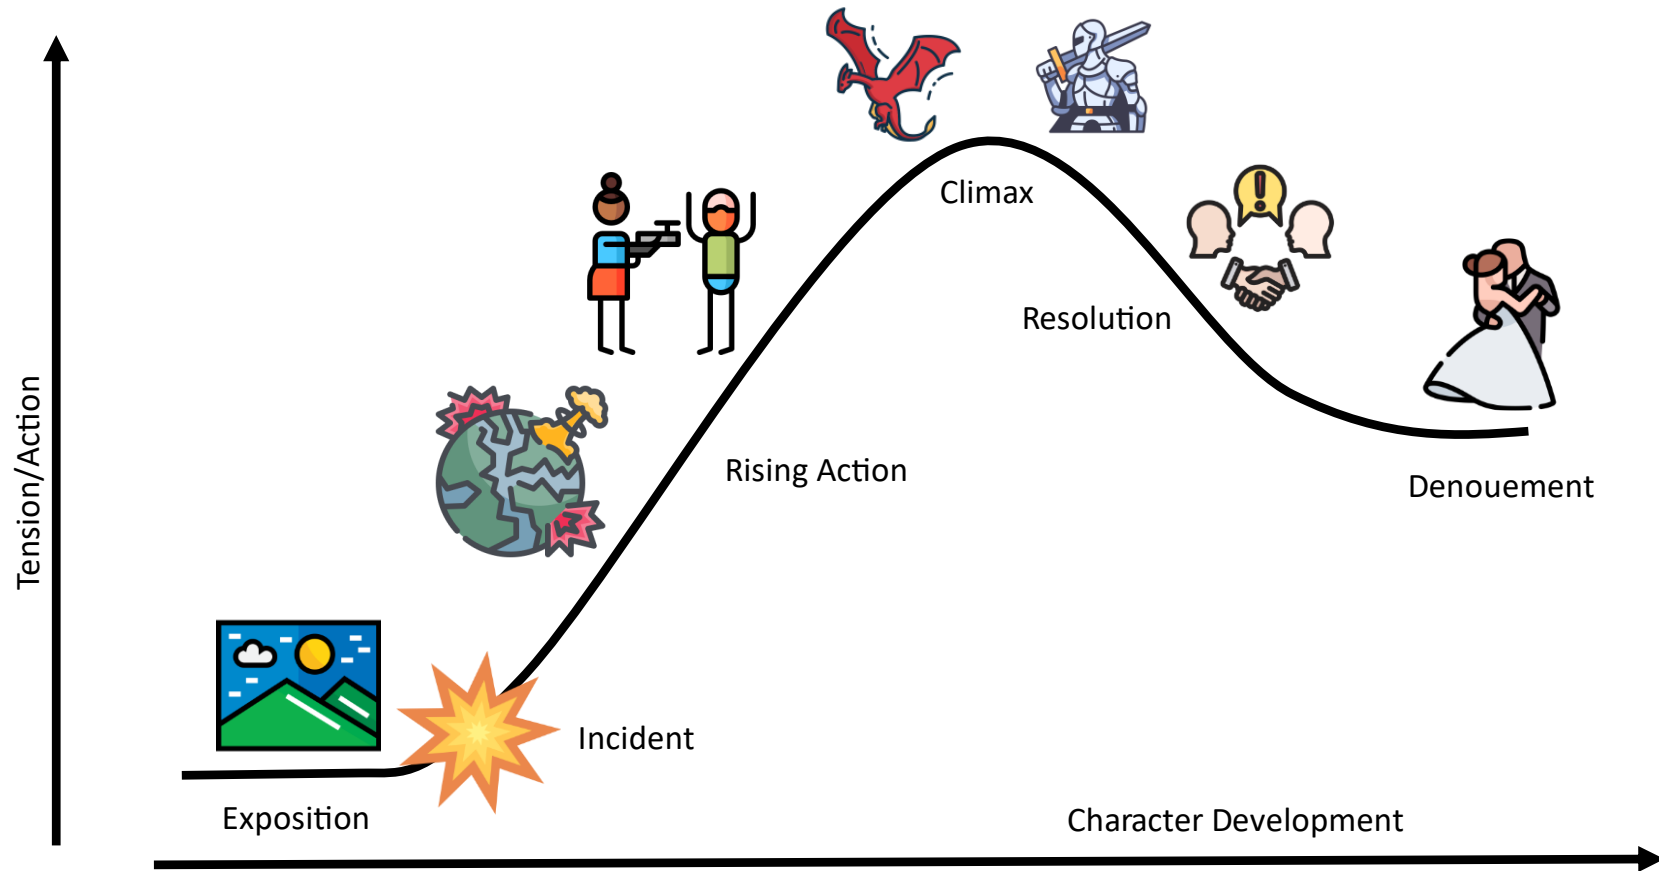 Climax
Resolution
Rising Action
Denouement
Tension/Action
Incident
Exposition
Character Development